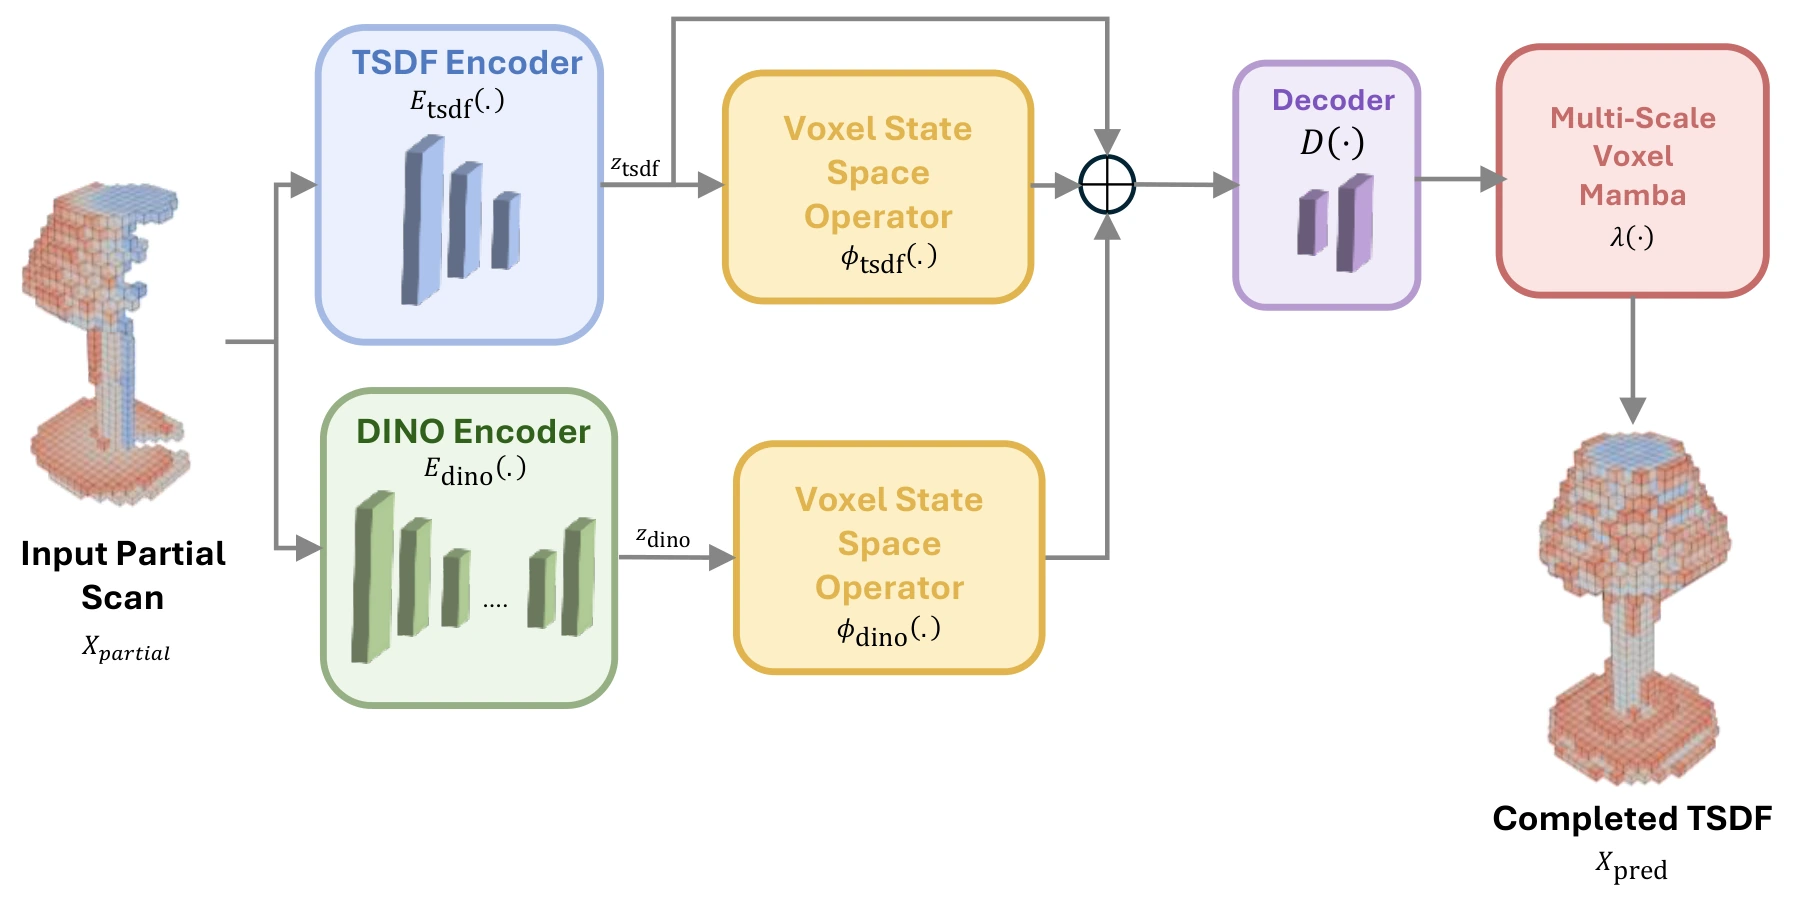 Input Partial
Scan
X_partial
TSDF Encoder
E_tsdf(.)
DINO Encoder
E_dino(.)
....
z_tsdf
z_dino
Voxel State
Space
Operator
ϕ_tsdf(.)
Voxel State
Space
Operator
ϕ_dino(.)
Decoder
D(·)
Multi-Scale
Voxel
Mamba
λ(·)
Completed TSDF
X_pred